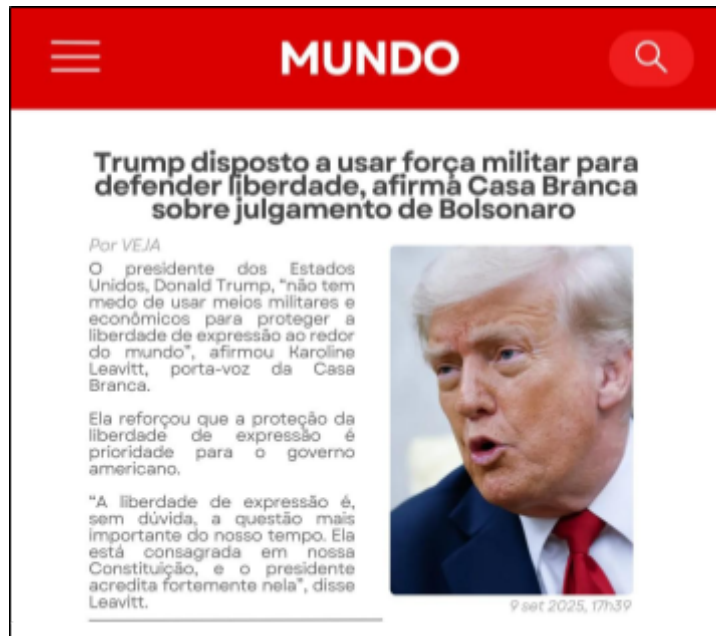 MUNDO
Trump disposto a usar força militar para
defender liberdade, afirma Casa Branca
sobre julgamento de Bolsonaro
Por VEJA
O presidente dos Estados
Unidos, Donald Trump, “não tem
medo de usar meios militares e
econômicos para proteger a
liberdade de expressão ao redor
do mundo”, afirmou Karoline
Leavitt, porta-voz da Casa
Branca.
Ela reforçou que a proteção da
liberdade de expressão é
prioridade para o governo
americano.
“A liberdade de expressão é,
sem dúvida, a questão mais
importante do nosso tempo. Ela
está consagrada em nossa
Constituição, e o presidente
acredita fortemente nela”, disse
Leavitt.
9 set 2025, 17h39